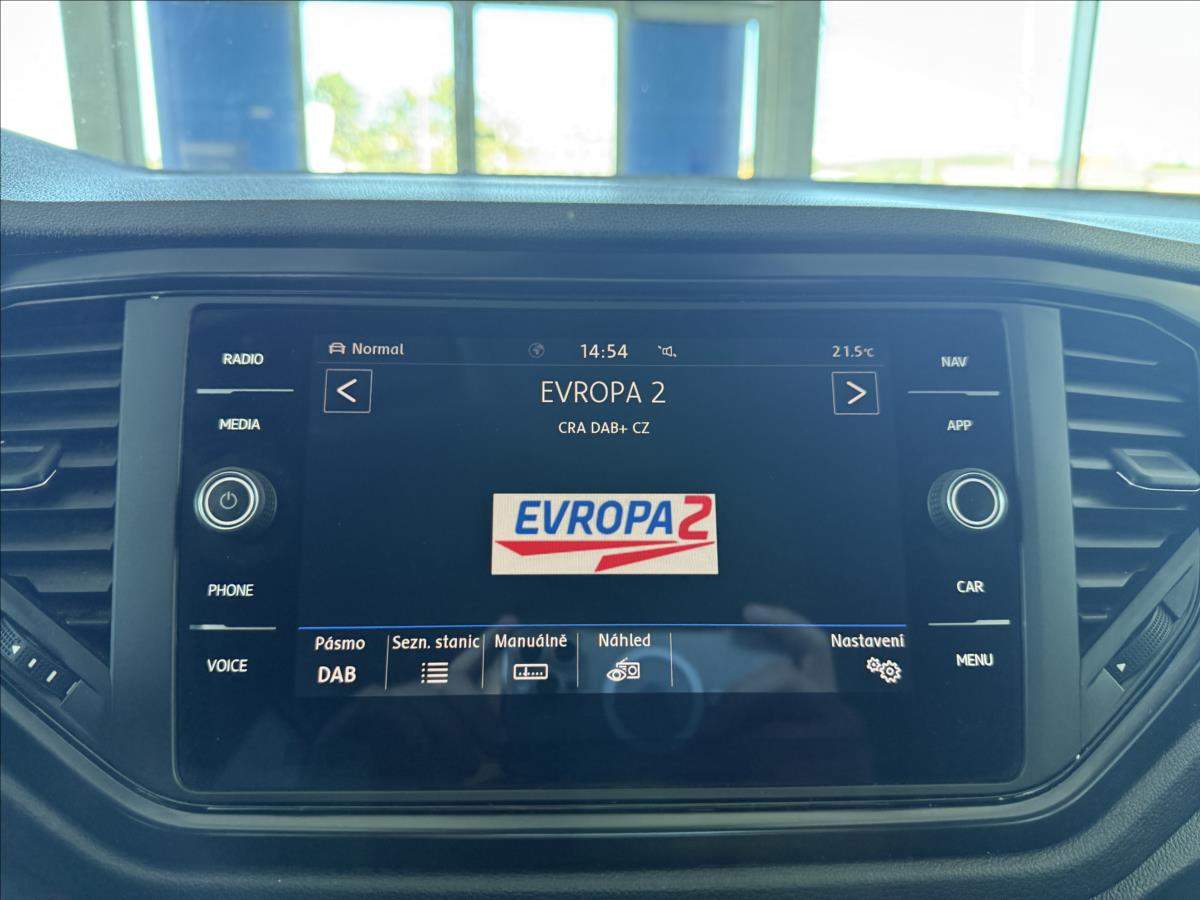 RADIO
MEDIA
PHONE
VOICE
Normal
14:54
21.5°C
<
EVROPA 2
>
CRA DAB+ CZ
EVROPA 2
Pásmo
DAB
Sezn. stanic
Manuálně
Náhled
Nastavení
NAV
APP
CAR
MENU